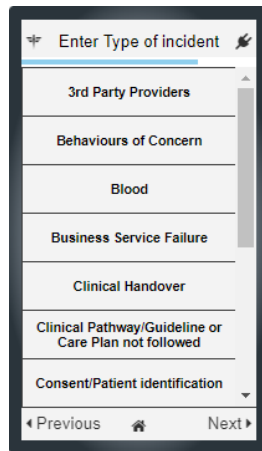 Enter Type of incident
3rd Party Providers
Behaviours of Concern
Blood
Business Service Failure
Clinical Handover
Clinical Pathway/Guideline or
Care Plan not followed
Consent/Patient identification
Previous
Next